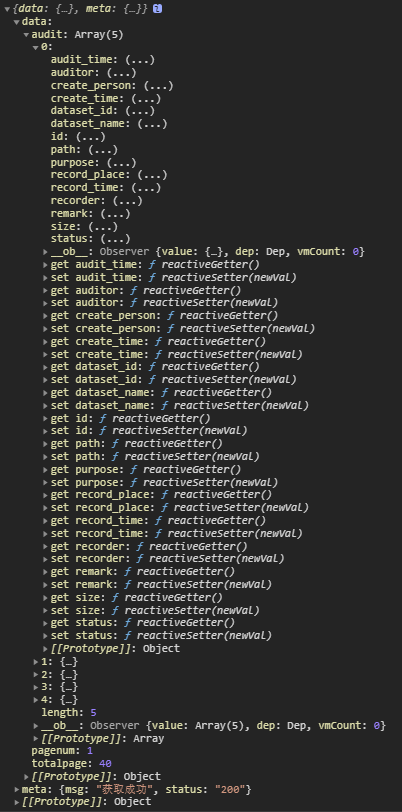 {data: {…}, meta: {…}} i
data:
audit: Array(5)
0:
audit_time: (...)
auditor: (...)
create_person: (...)
create_time: (...)
dataset_id: (...)
dataset_name: (...)
id: (...)
path: (...)
purpose: (...)
record_place: (...)
record_time: (...)
recorder: (...)
remark: (...)
size: (...)
status: (...)
__ob__: Observer {value: {…}, dep: Dep, vmCount: 0}
get audit_time: ƒ reactiveGetter()
set audit_time: ƒ reactiveSetter(newVal)
get auditor: ƒ reactiveGetter()
set auditor: ƒ reactiveSetter(newVal)
get create_person: ƒ reactiveGetter()
set create_person: ƒ reactiveSetter(newVal)
get create_time: ƒ reactiveGetter()
set create_time: ƒ reactiveSetter(newVal)
get dataset_id: ƒ reactiveGetter()
set dataset_id: ƒ reactiveSetter(newVal)
get dataset_name: ƒ reactiveGetter()
set dataset_name: ƒ reactiveSetter(newVal)
get id: ƒ reactiveGetter()
set id: ƒ reactiveSetter(newVal)
get path: ƒ reactiveGetter()
set path: ƒ reactiveSetter(newVal)
get purpose: ƒ reactiveGetter()
set purpose: ƒ reactiveSetter(newVal)
get record_place: ƒ reactiveGetter()
set record_place: ƒ reactiveSetter(newVal)
get record_time: ƒ reactiveGetter()
set record_time: ƒ reactiveSetter(newVal)
get recorder: ƒ reactiveGetter()
set recorder: ƒ reactiveSetter(newVal)
get remark: ƒ reactiveGetter()
set remark: ƒ reactiveSetter(newVal)
get size: ƒ reactiveGetter()
set size: ƒ reactiveSetter(newVal)
get status: ƒ reactiveGetter()
set status: ƒ reactiveSetter(newVal)
[[Prototype]]: Object
1: {…}
2: {…}
3: {…}
4: {…}
length: 5
__ob__: Observer {value: Array(5), dep: Dep, vmCount: 0}
[[Prototype]]: Array
pagenum: 1
totalpage: 40
[[Prototype]]: Object
meta: {msg: "获取成功", status: "200"}
[[Prototype]]: Object